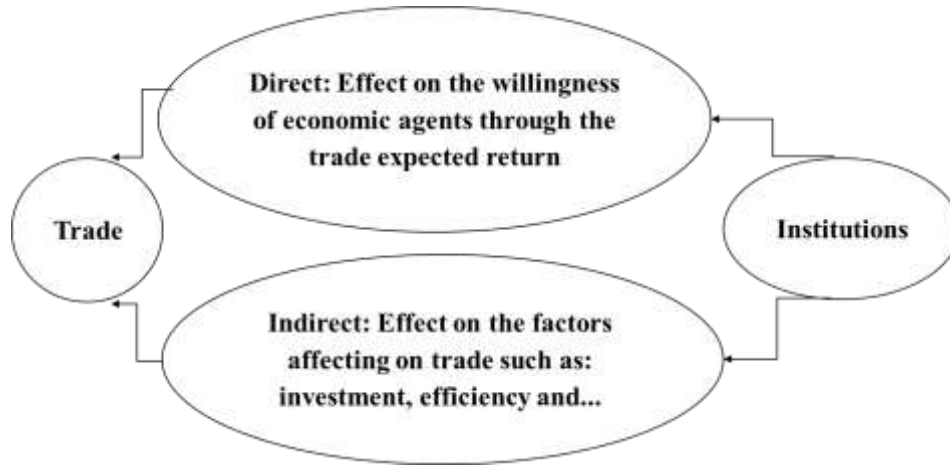 Direct: Effect on the willingness
of economic agents through the
trade expected return
Trade
Institutions
Indirect: Effect on the factors
affecting on trade such as:
investment, efficiency and...